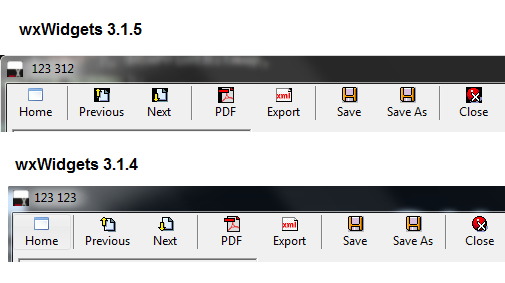 wxWidgets 3.1.5
123 312
Home Previous Next PDF Export Save Save As Close
wxWidgets 3.1.4
123 123
Home Previous Next PDF Export Save Save As Close